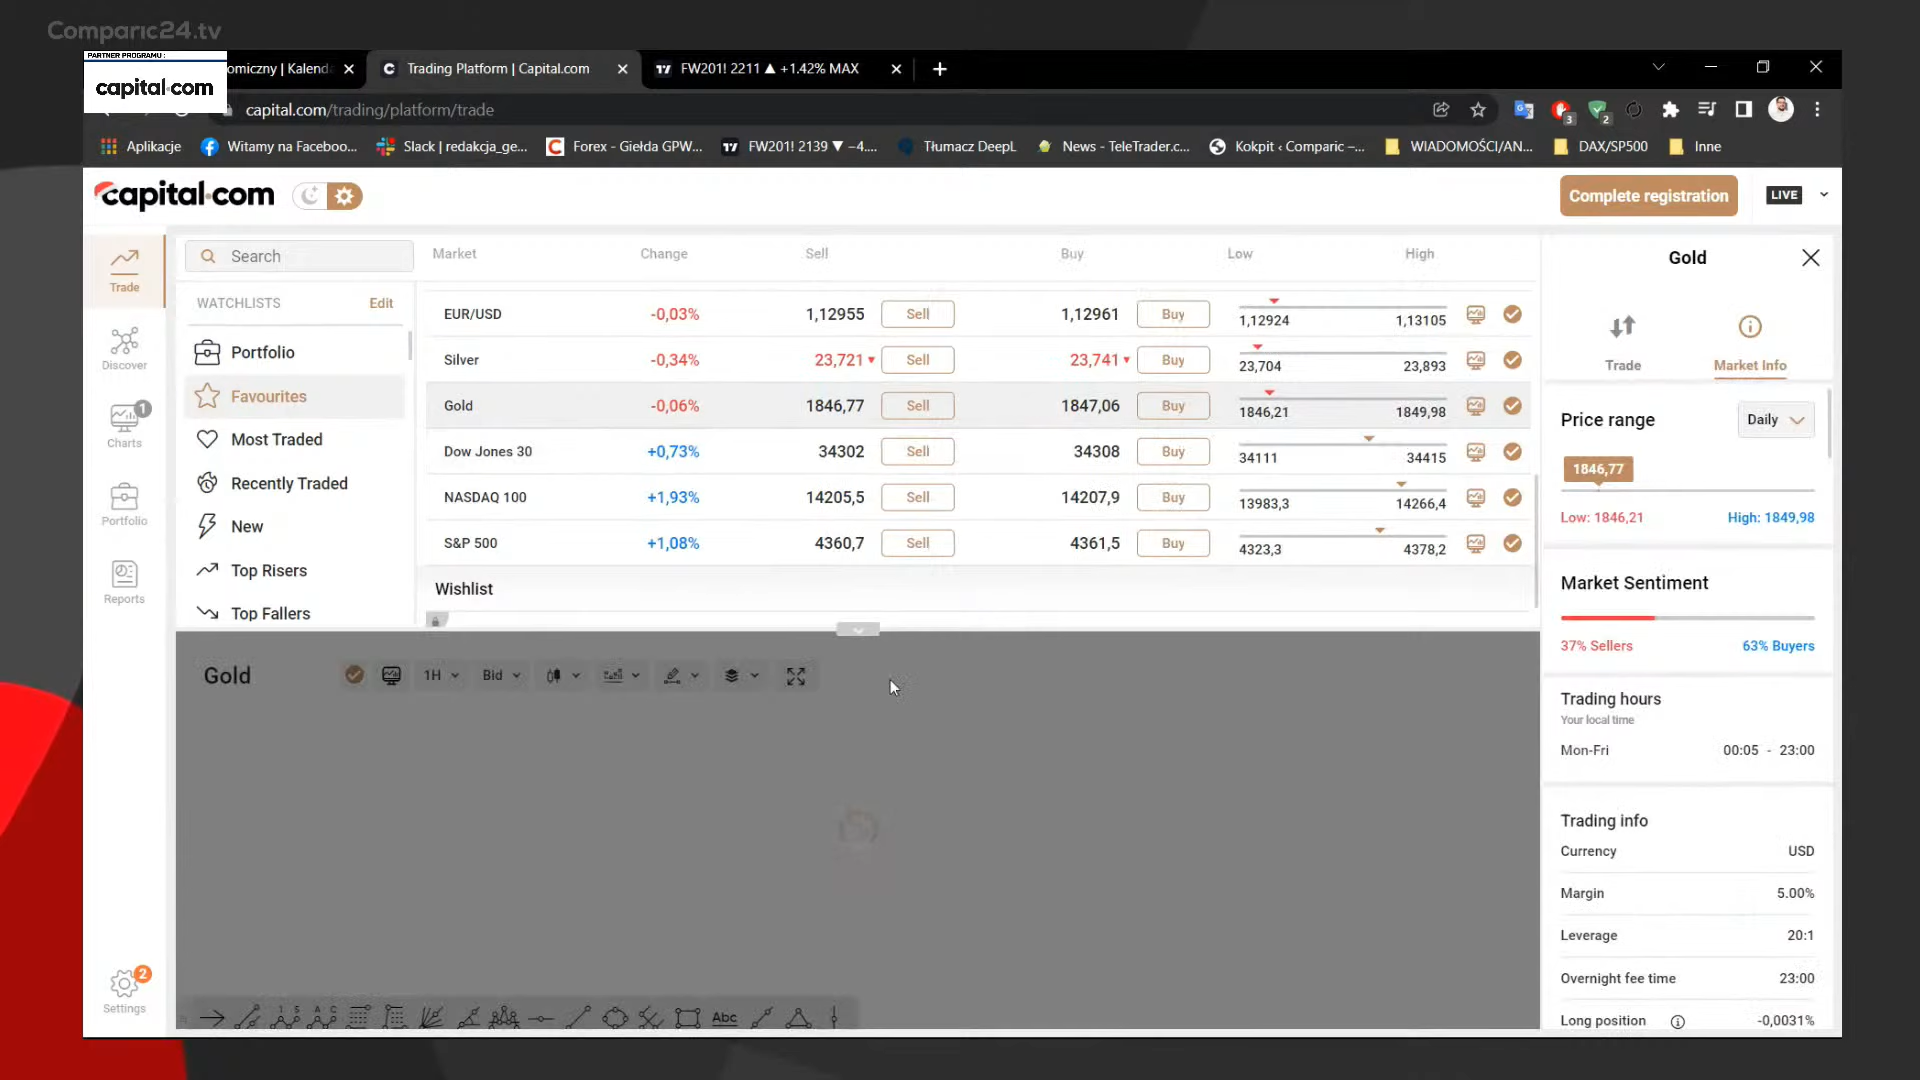 Comparic24.tv
PARTNER PROGRAMU :
capital.com
omiczny | Kalend
Trading Platform | Capital.com
FW201! 2211 ▲ +1.42% MAX
capital.com/trading/platform/trade
3
2
Aplikacje
Witamy na Faceboo...
Slack | redakcja_ge...
Forex - Giełda GPW...
FW201! 2139 ▼ −4....
Tłumacz DeepL
News - TeleTrader.c...
Kokpit ‹ Comparic –...
WIADOMOŚCI/AN...
DAX/SP500
Inne
capital.com
Complete registration
LIVE
Trade
Discover
1
Charts
Portfolio
Reports
2
Settings
Search
WATCHLISTS
Edit
Portfolio
Favourites
Most Traded
Recently Traded
New
Top Risers
Top Fallers
Market Change Sell Buy Low High
EUR/USD -0,03% 1,12955 Sell 1,12961 Buy 1,12924 1,13105
Silver -0,34% 23,721 Sell 23,741 Buy 23,704 23,893
Gold -0,06% 1846,77 Sell 1847,06 Buy 1846,21 1849,98
Dow Jones 30 +0,73% 34302 Sell 34308 Buy 34111 34415
NASDAQ 100 +1,93% 14205,5 Sell 14207,9 Buy 13983,3 14266,4
S&P 500 +1,08% 4360,7 Sell 4361,5 Buy 4323,3 4378,2
Wishlist
Gold
1H
Bid
Abc
Gold
Trade
Market Info
Price range
Daily
1846,77
Low: 1846,21 High: 1849,98
Market Sentiment
37% Sellers 63% Buyers
Trading hours
Your local time
Mon-Fri 00:05 - 23:00
Trading info
Currency USD
Margin 5.00%
Leverage 20:1
Overnight fee time 23:00
Long position -0,0031%